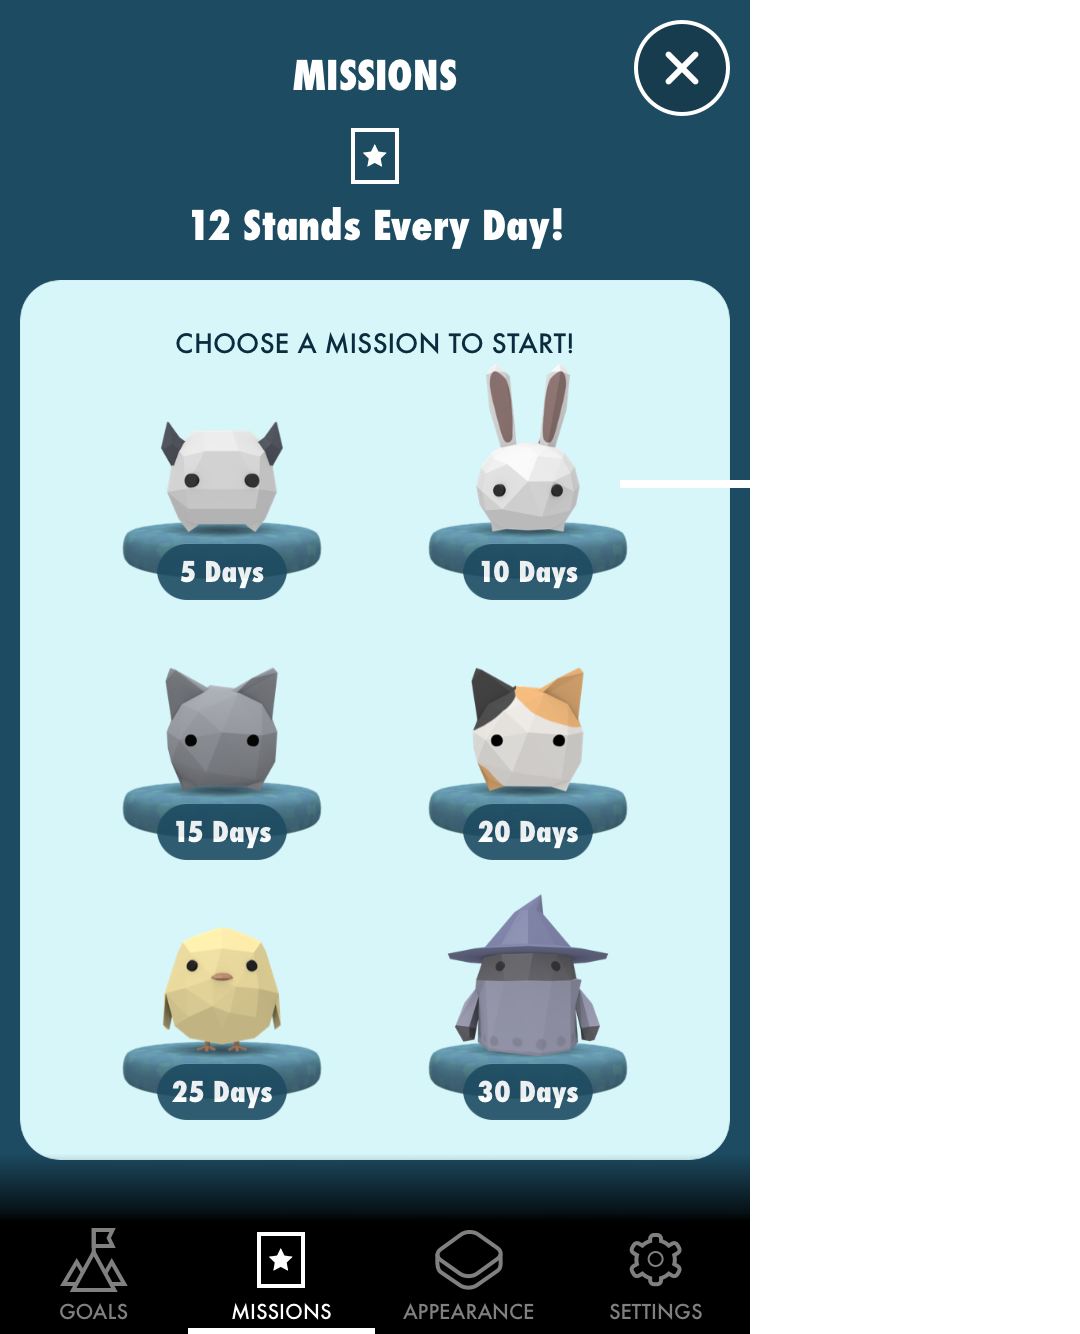 MISSIONS
12 Stands Every Day!
CHOOSE A MISSION TO START!
5 Days
10 Days
15 Days
20 Days
25 Days
30 Days
GOALS
MISSIONS
APPEARANCE
SETTINGS